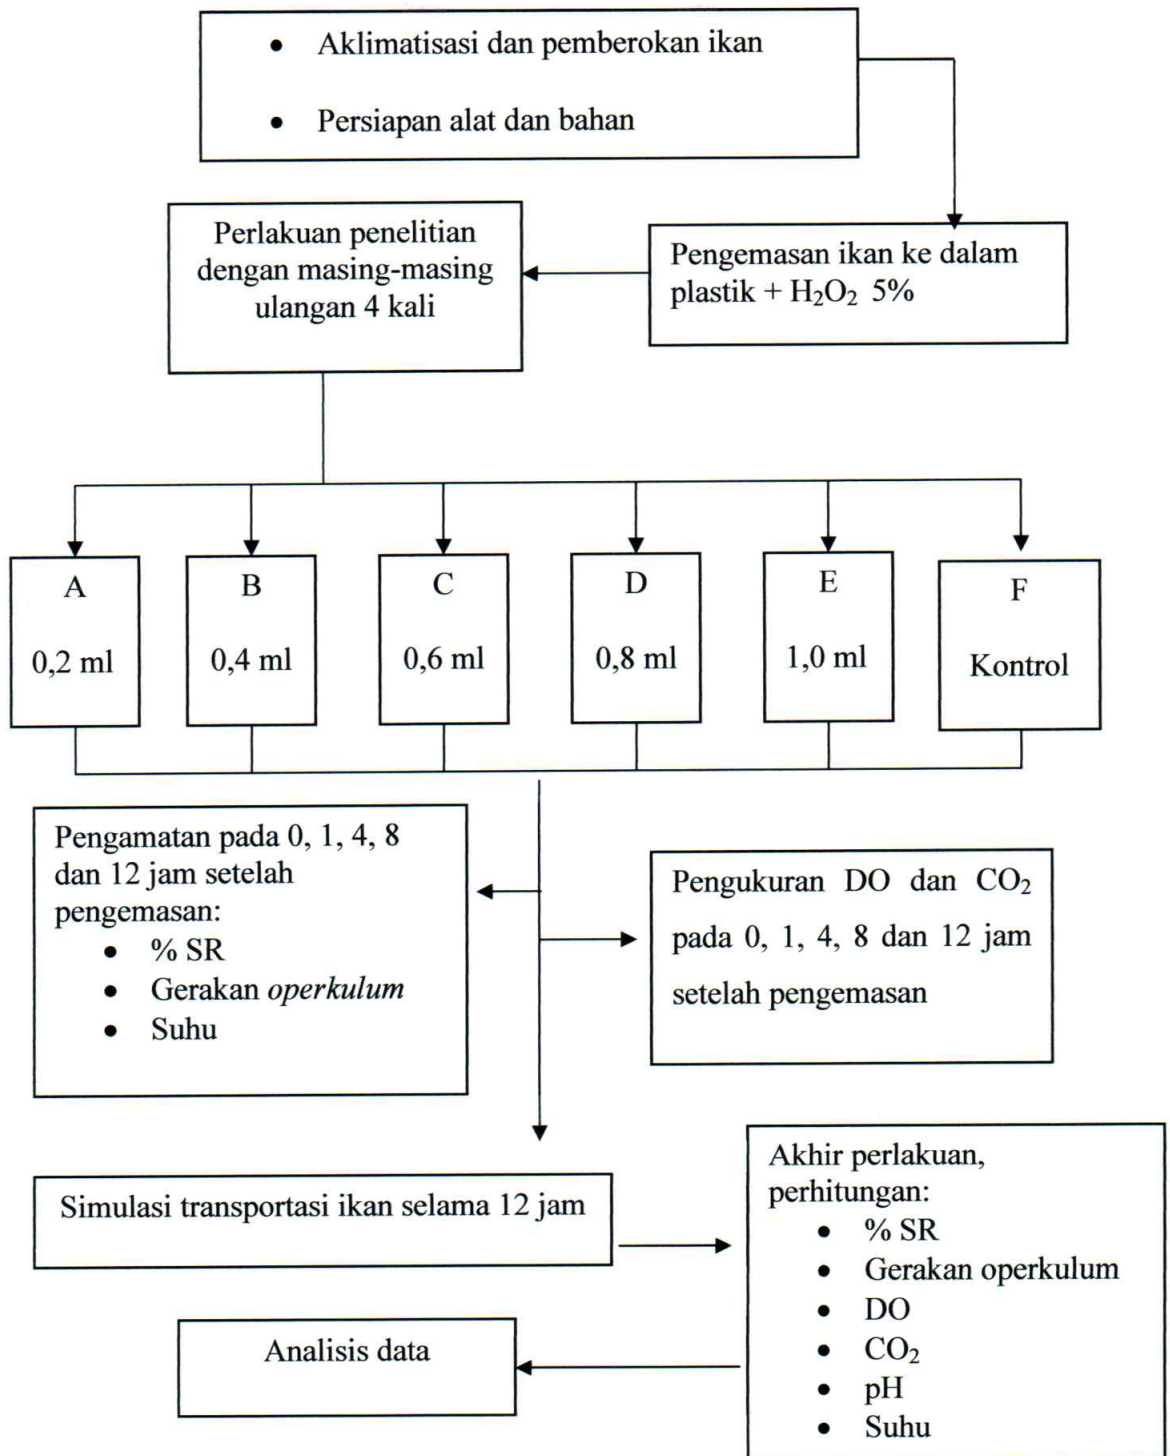 • Aklimatisasi dan pemberokan ikan
• Persiapan alat dan bahan
Pengemasan ikan ke dalam
plastik + H₂O₂ 5%
Perlakuan penelitian
dengan masing-masing
ulangan 4 kali
A
0,2 ml
B
0,4 ml
C
0,6 ml
D
0,8 ml
E
1,0 ml
F
Kontrol
Pengamatan pada 0, 1, 4, 8
dan 12 jam setelah
pengemasan:
• % SR
• Gerakan operkulum
• Suhu
Pengukuran DO dan CO₂
pada 0, 1, 4, 8 dan 12 jam
setelah pengemasan
Simulasi transportasi ikan selama 12 jam
Akhir perlakuan,
perhitungan:
• % SR
• Gerakan operkulum
• DO
• CO₂
• pH
• Suhu
Analisis data